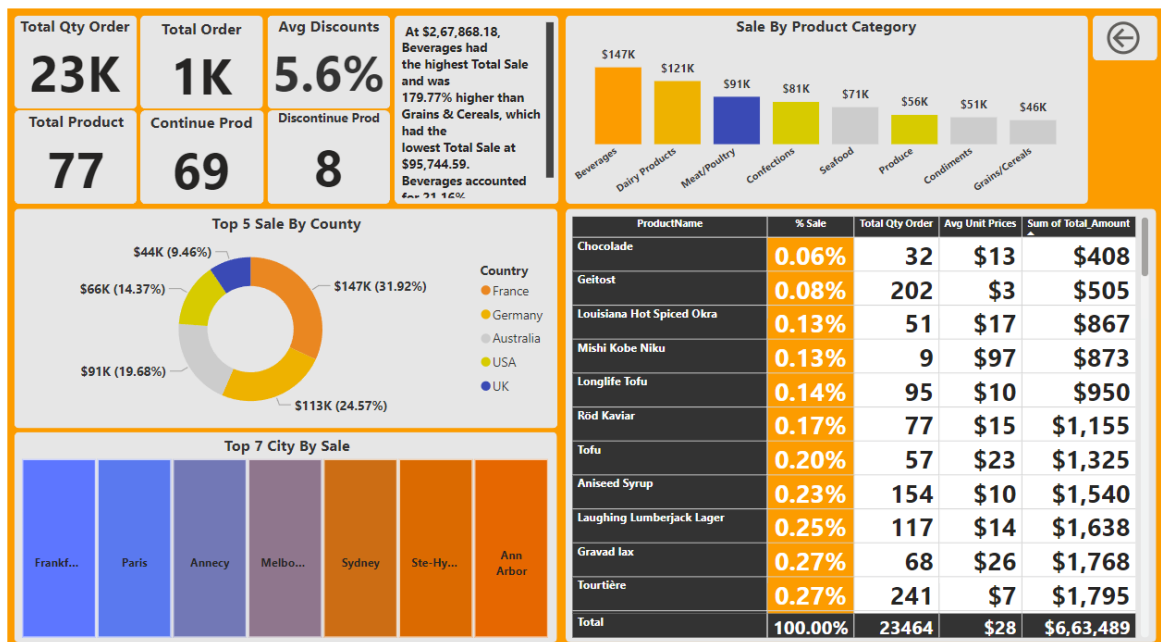 Total Qty Order
23K
Total Order
1K
Avg Discounts
5.6%
Total Product
77
Continue Prod
69
Discontinue Prod
8
At $2,67,868.18,
Beverages had
the highest Total Sale
and was
179.77% higher than
Grains & Cereals, which
had the
lowest Total Sale at
$95,744.59.
Beverages accounted
for 21.16%
Sale By Product Category
$147K
$121K
$91K
$81K
$71K
$56K
$51K
$46K
Beverages
Dairy Products
Meat/Poultry
Confections
Seafood
Produce
Condiments
Grains/Cereals
Top 5 Sale By County
$44K (9.46%)
$66K (14.37%)
$91K (19.68%)
$147K (31.92%)
$113K (24.57%)
Country
France
Germany
Australia
USA
UK
Top 7 City By Sale
Frankf...
Paris
Annecy
Melbo...
Sydney
Ste-Hy...
Ann
Arbor
ProductName % Sale Total Qty Order Avg Unit Prices Sum of Total_Amount
Chocolade 0.06% 32 $13 $408
Geitost 0.08% 202 $3 $505
Louisiana Hot Spiced Okra 0.13% 51 $17 $867
Mishi Kobe Niku 0.13% 9 $97 $873
Longlife Tofu 0.14% 95 $10 $950
Röd Kaviar 0.17% 77 $15 $1,155
Tofu 0.20% 57 $23 $1,325
Aniseed Syrup 0.23% 154 $10 $1,540
Laughing Lumberjack Lager 0.25% 117 $14 $1,638
Gravad lax 0.27% 68 $26 $1,768
Tourtière 0.27% 241 $7 $1,795
Total 100.00% 23464 $28 $6,63,489